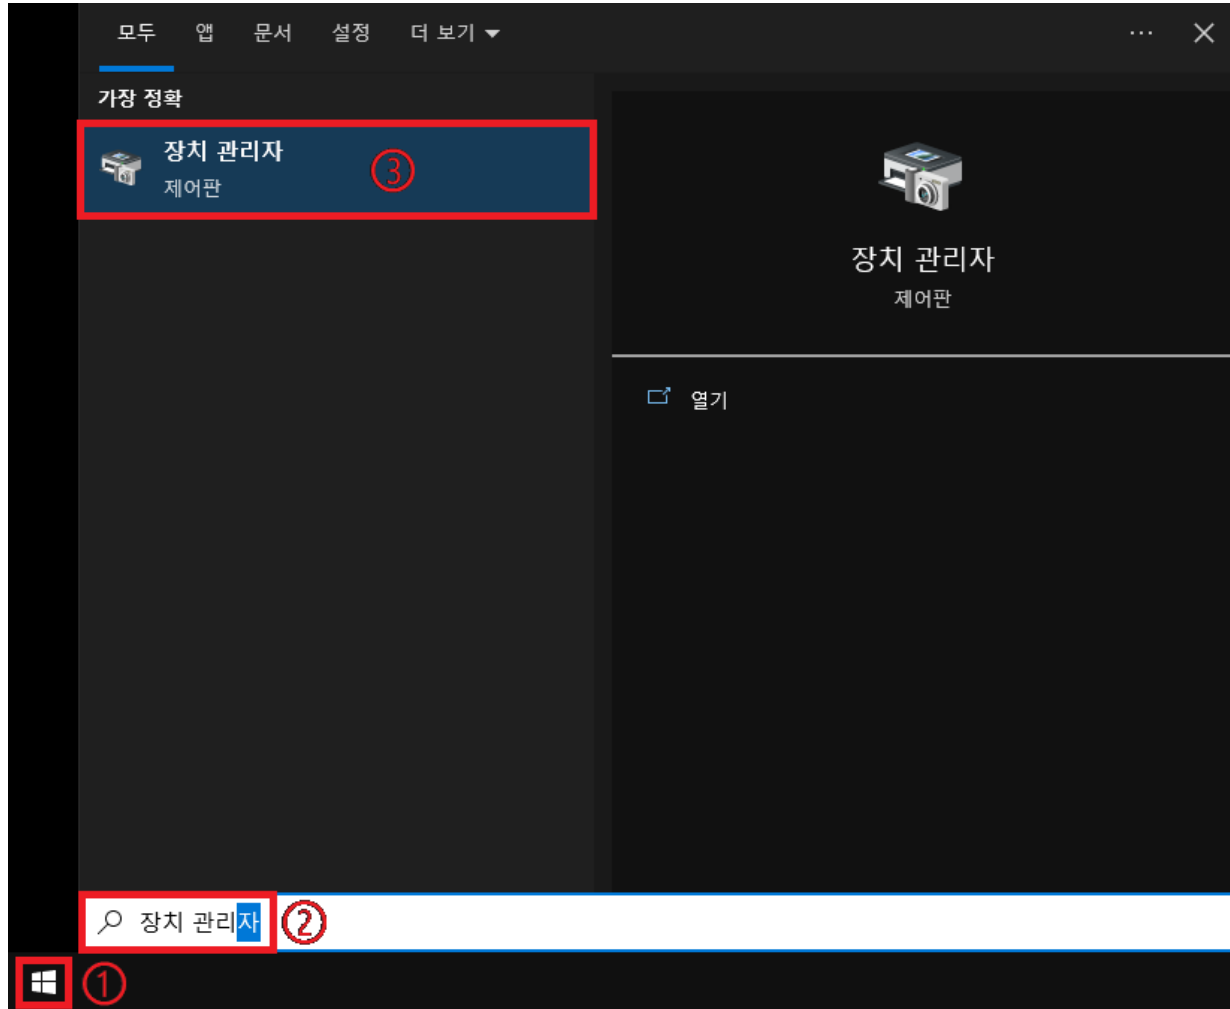 모두 앱 문서 설정 더 보기
가장 정확
장치 관리자
제어판
③
장치 관리자
제어판
열기
장치 관리자 ②
①